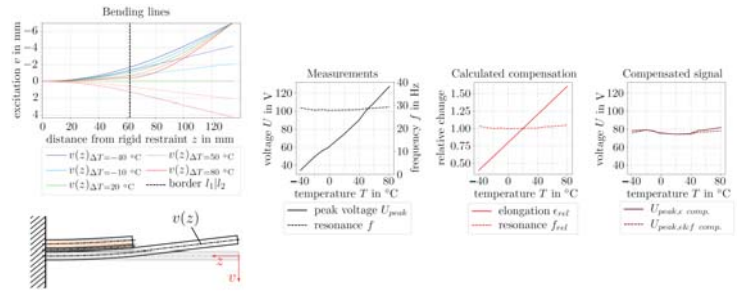 Bending lines
−6
−4
−2
0
2
4
excitation v in mm
0 20 40 60 80 100 120 140
distance from rigid restraint z in mm
v(z)ΔT=−40 °C v(z)ΔT=50 °C
v(z)ΔT=−10 °C v(z)ΔT=80 °C
v(z)ΔT=20 °C border l₁|l₂
v(z)
Measurements
voltage U in V
120
100
80
60
40
40
30
20
10
0
frequency f in Hz
−40 0 40 80
temperature T in °C
peak voltage Upeak
resonance f
Calculated compensation
relative change
1.50
1.25
1.00
0.75
0.50
−40 0 40 80
temperature T in °C
elongation ϵrel
resonance frel
Compensated signal
voltage U in V
120
100
80
60
40
−40 0 40 80
temperature T in °C
Upeak,ϵ comp.
Upeak,ϵ&f comp.